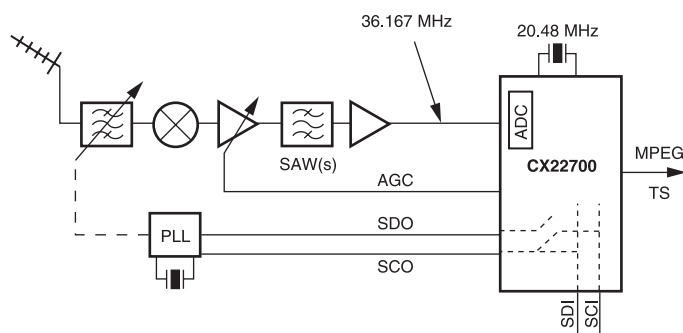 36.167 MHz
20.48 MHz
ADC
CX22700
SAW(s)
AGC
MPEG
TS
PLL
SDO
SCO
SDI
SCI